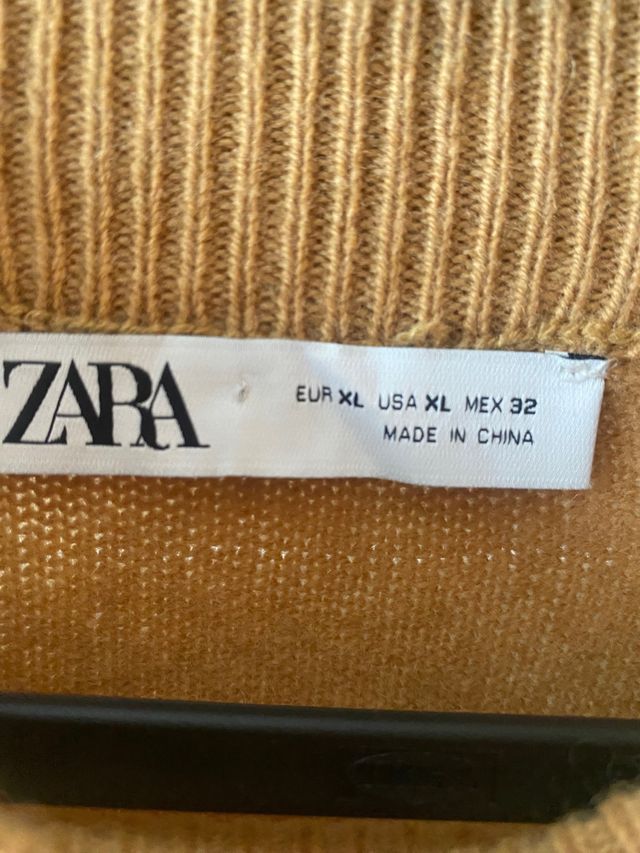 ZARA
EUR XL USA XL MEX 32
MADE IN CHINA